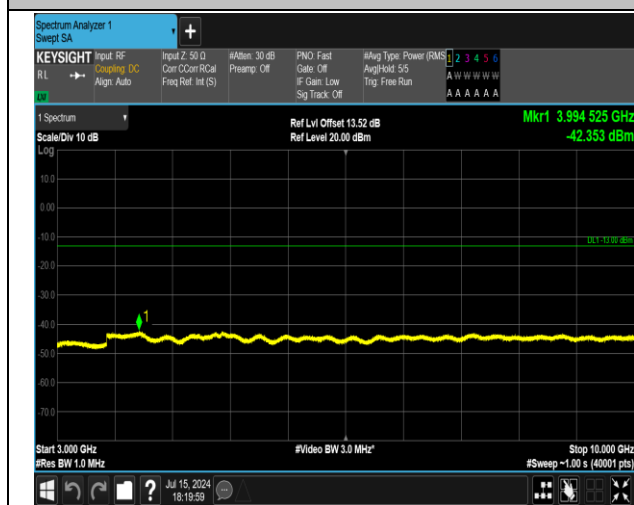 Spectrum Analyzer 1
Swept SA
KEYSIGHT Input: RF Input Z: 50 Ω #Atten: 30 dB PNO: Fast #Avg Type: Power (RMS 1 2 3 4 5 6
R L Coupling: DC Corr CCorr RCal Preamp: Off Gate: Off Avg|Hold: 5/5 A W W W W W
Align: Auto Freq Ref: Int (S) IF Gain: Low Trig: Free Run
Sig Track: Off A A A A A A
1 Spectrum Ref Lvl Offset 13.52 dB Mkr1 3.994 525 GHz
Scale/Div 10 dB Ref Level 20.00 dBm -42.353 dBm
Log
10.0
0.00
-10.0
DL1 -13.00 dBm
-20.0
-30.0
-40.0
1
-50.0
-60.0
-70.0
Start 3.000 GHz #Video BW 3.0 MHz* Stop 10.000 GHz
#Res BW 1.0 MHz #Sweep ~1.00 s (40001 pts)
? Jul 15, 2024
18:19:59